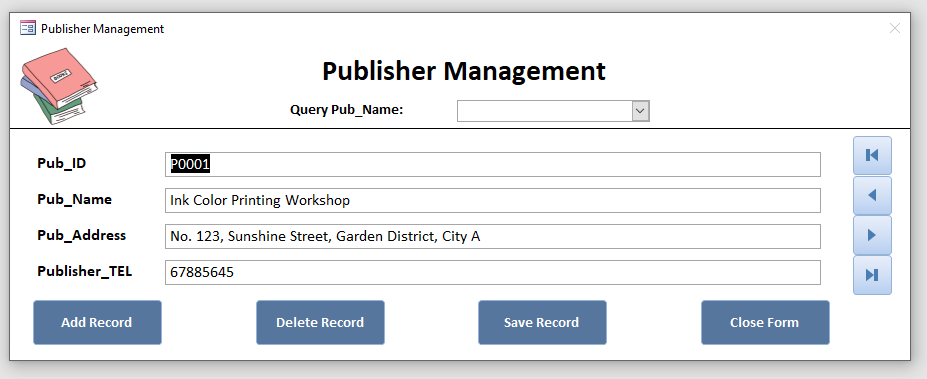 Publisher Management
Publisher Management
Query Pub_Name:
Pub_ID P0001
Pub_Name Ink Color Printing Workshop
Pub_Address No. 123, Sunshine Street, Garden District, City A
Publisher_TEL 67885645
Add Record Delete Record Save Record Close Form